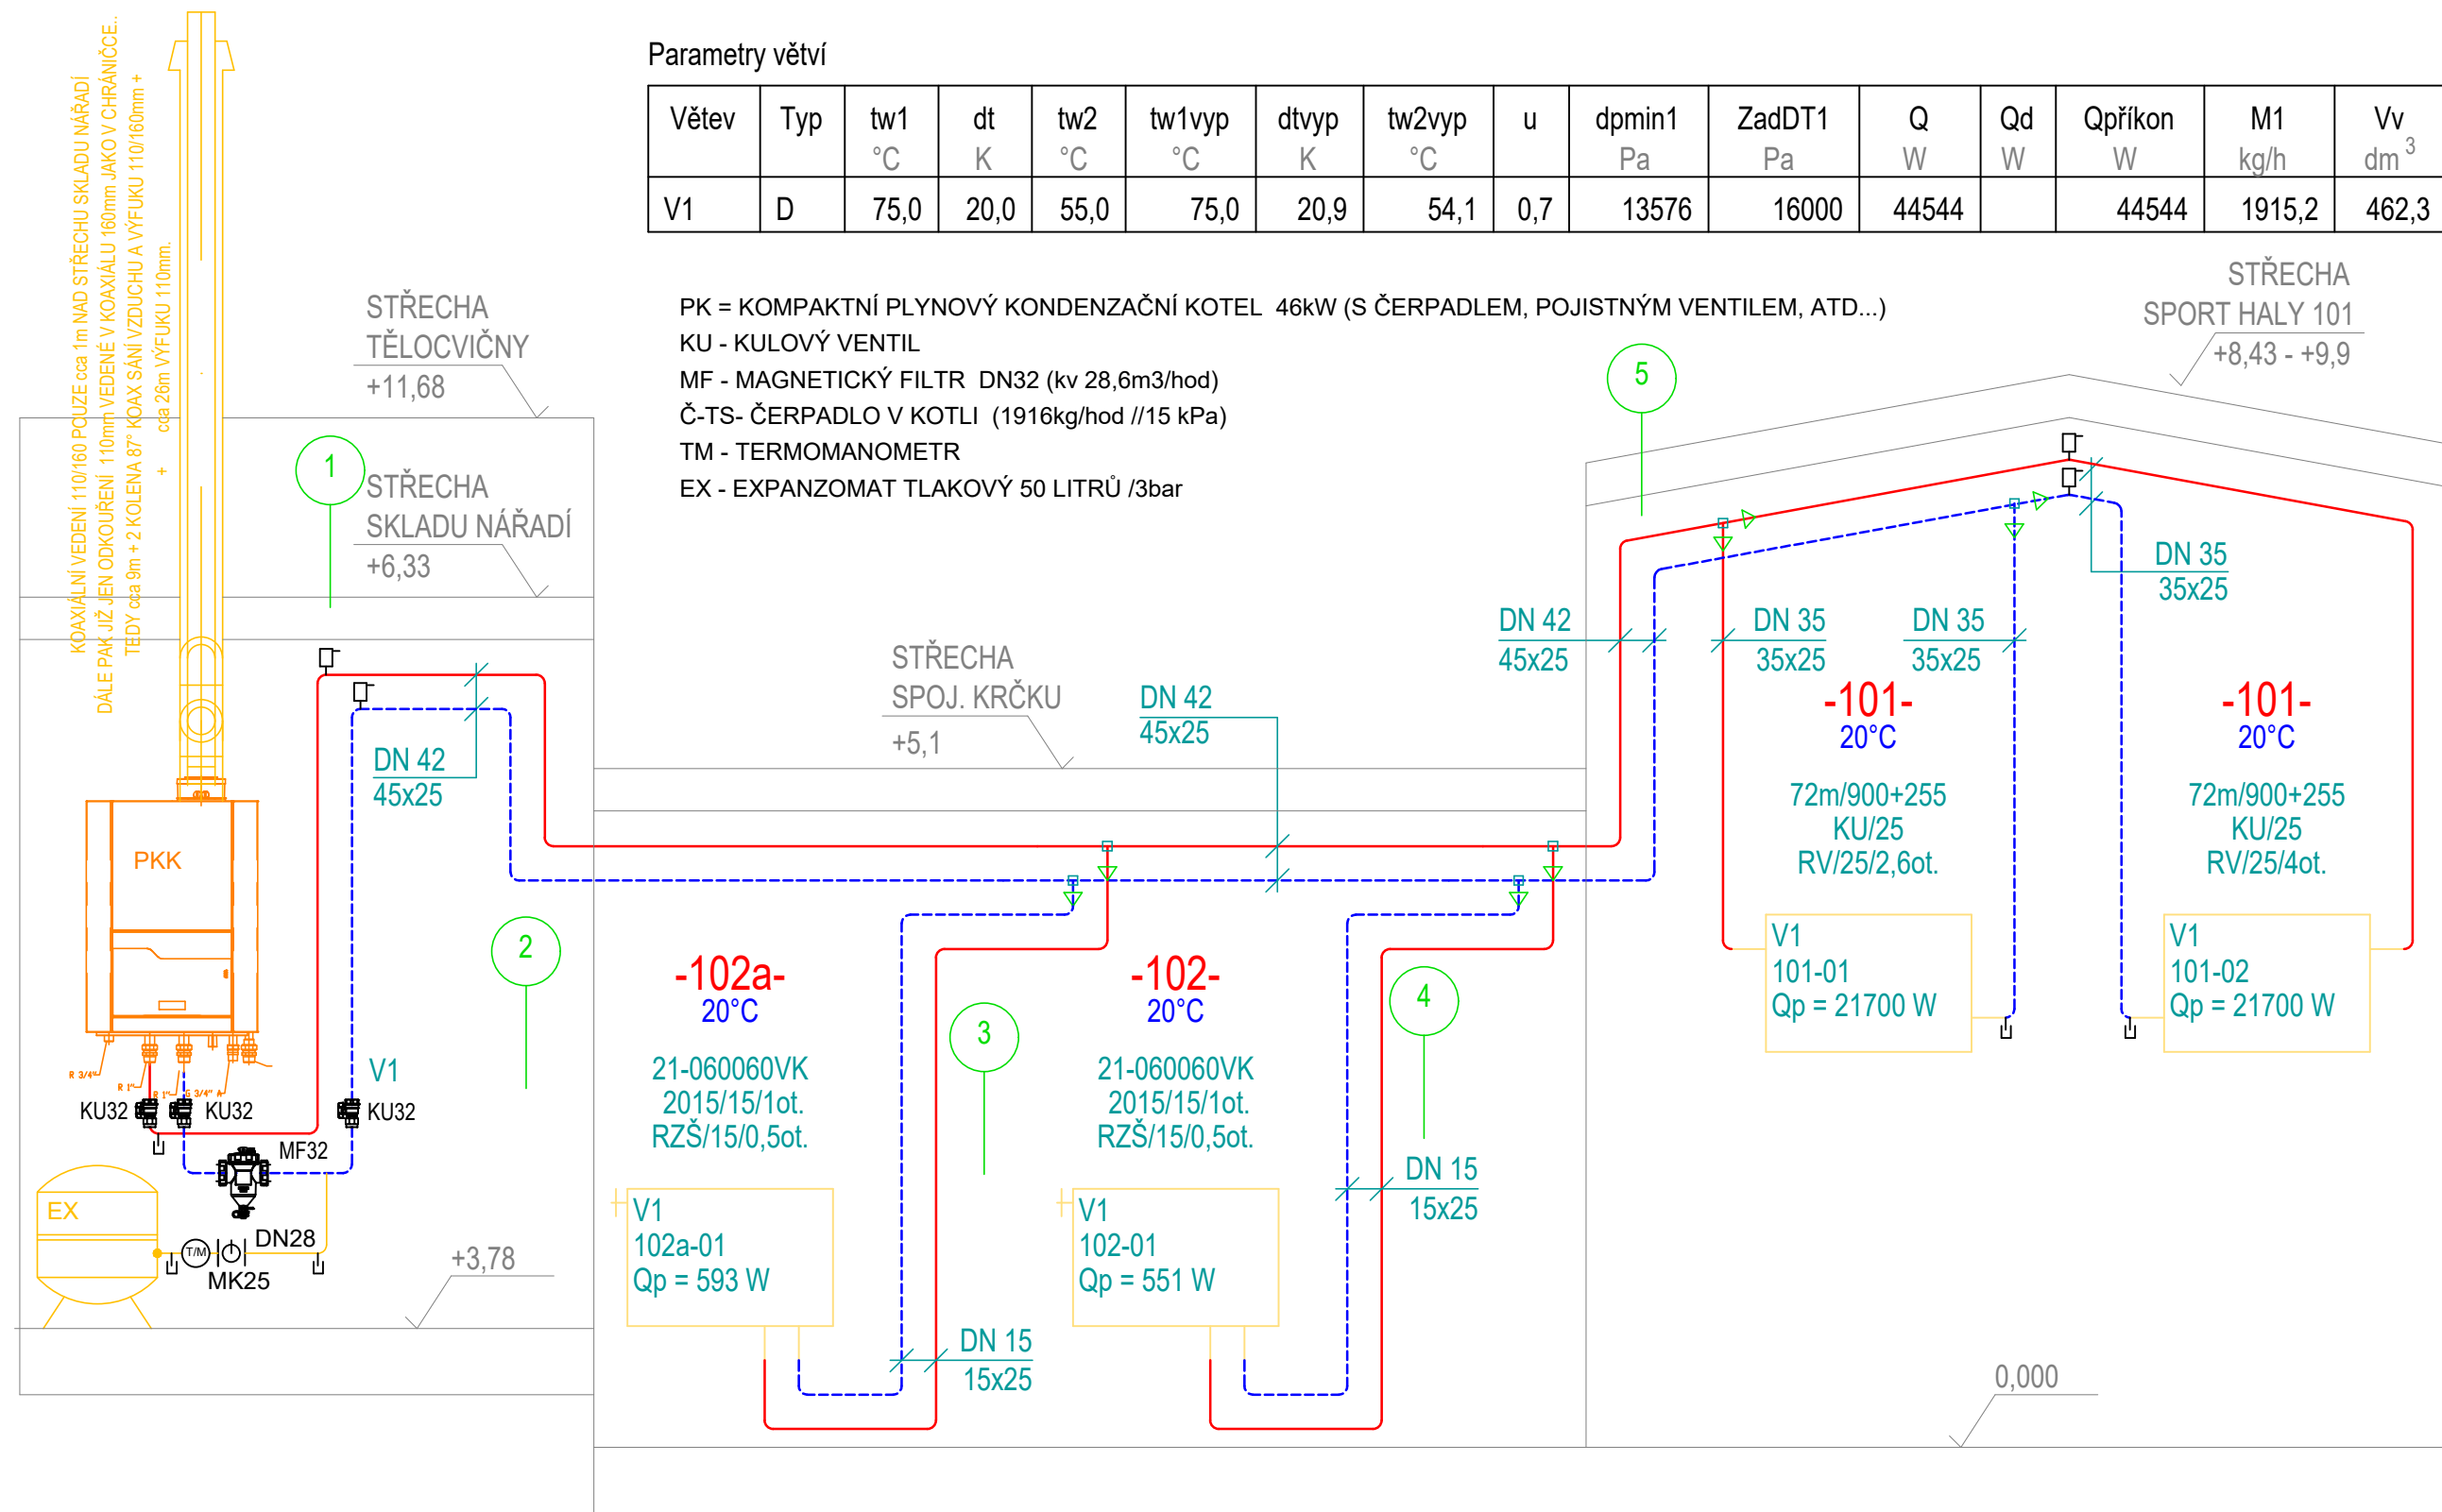 Parametry větví
Větev Typ tw1 dt tw2 tw1vyp dtvyp tw2vyp u dpmin1 ZadDT1 Q Qd Qpříkon M1 Vv
°C K °C °C K °C Pa Pa W W W kg/h dm3
V1 D 75,0 20,0 55,0 75,0 20,9 54,1 0,7 13576 16000 44544 44544 1915,2 462,3
PK = KOMPAKTNÍ PLYNOVÝ KONDENZAČNÍ KOTEL 46kW (S ČERPADLEM, POJISTNÝM VENTILEM, ATD...)
KU - KULOVÝ VENTIL
MF - MAGNETICKÝ FILTR DN32 (kv 28,6m3/hod)
Č-TS- ČERPADLO V KOTLI (1916kg/hod //15 kPa)
TM - TERMOMANOMETR
EX - EXPANZOMAT TLAKOVÝ 50 LITRŮ /3bar
KOAXIÁLNÍ VEDENÍ 110/160 POUZE cca 1m NAD STŘECHU SKLADU NÁŘADÍ
DÁLE PAK JIŽ JEN ODKOUŘENÍ 110mm VEDENÉ V KOAXIÁLU 160mm JAKO V CHRÁNIČCE..
TEDY cca 9m + 2 KOLENA 87° KOAX SÁNÍ VZDUCHU A VÝFUKU 110/160mm +
+ cca 26m VÝFUKU 110mm.
STŘECHA
TĚLOCVIČNY
+11,68
1
STŘECHA
SKLADU NÁŘADÍ
+6,33
STŘECHA
SPORT HALY 101
+8,43 - +9,9
5
STŘECHA
SPOJ. KRČKU
+5,1
DN 42
45x25
DN 42
45x25
DN 42
45x25
DN 35
35x25
DN 35
35x25
DN 35
35x25
PKK
R 3/4"
R 1"
R 1"
G 3/4" A
V1
KU32
KU32
KU32
MF32
EX
T/M
DN28
MK25
+3,78
2
-102a-
20°C
21-060060VK
2015/15/1ot.
RZŠ/15/0,5ot.
V1
102a-01
Qp = 593 W
3
DN 15
15x25
-102-
20°C
21-060060VK
2015/15/1ot.
RZŠ/15/0,5ot.
V1
102-01
Qp = 551 W
4
DN 15
15x25
-101-
20°C
72m/900+255
KU/25
RV/25/2,6ot.
V1
101-01
Qp = 21700 W
-101-
20°C
72m/900+255
KU/25
RV/25/4ot.
V1
101-02
Qp = 21700 W
0,000